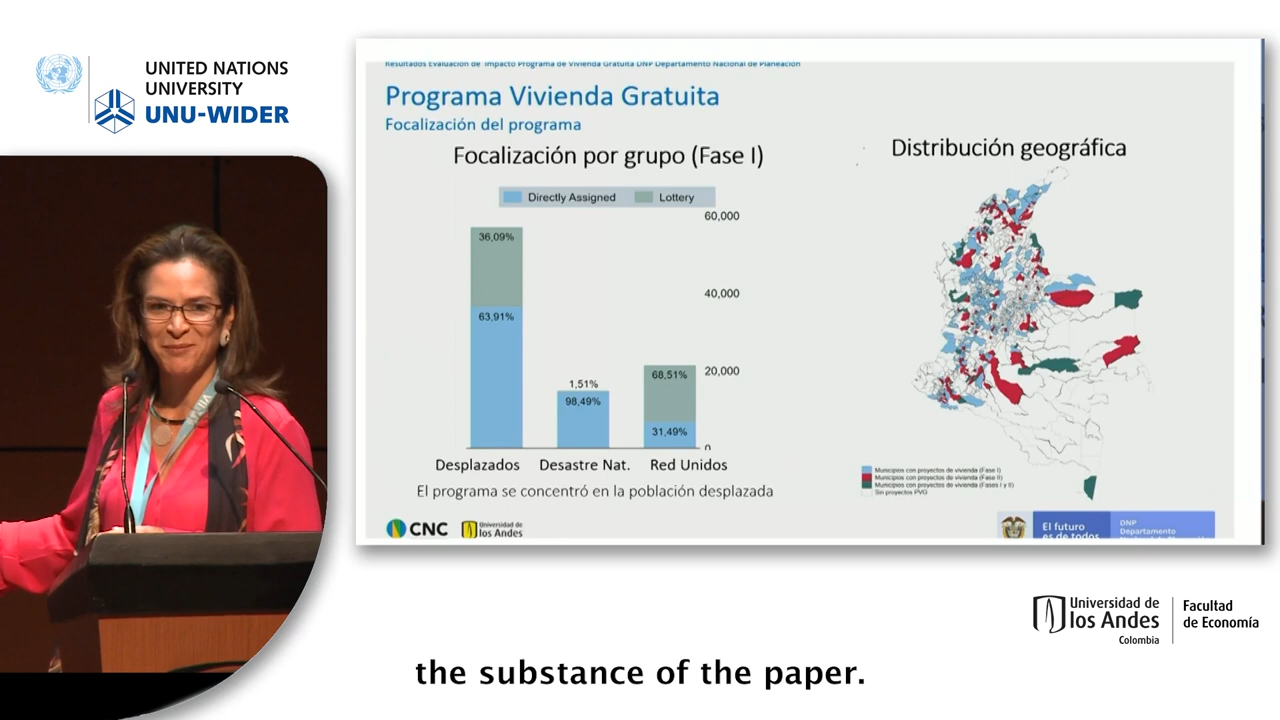 UNITED NATIONS
UNIVERSITY
UNU-WIDER
Resultados Evaluación de Impacto Programa de Vivienda Gratuita DNP Departamento Nacional de Planeación
Programa Vivienda Gratuita
Focalización del programa
Focalización por grupo (Fase I)
Directly Assigned
Lottery
60,000
40,000
20,000
0
36,09%
63,91%
1,51%
98,49%
68,51%
31,49%
Desplazados
Desastre Nat.
Red Unidos
El programa se concentró en la población desplazada
Distribución geográfica
Municipios con proyectos de vivienda (Fase I)
Municipios con proyectos de vivienda (Fase II)
Municipios con proyectos de vivienda (Fases I y II)
Sin proyectos PVG
CNC
Universidad de
los Andes
El futuro
es de todos
DNP
Departamento
Universidad de
los Andes
Colombia
Facultad
de Economía
the substance of the paper.